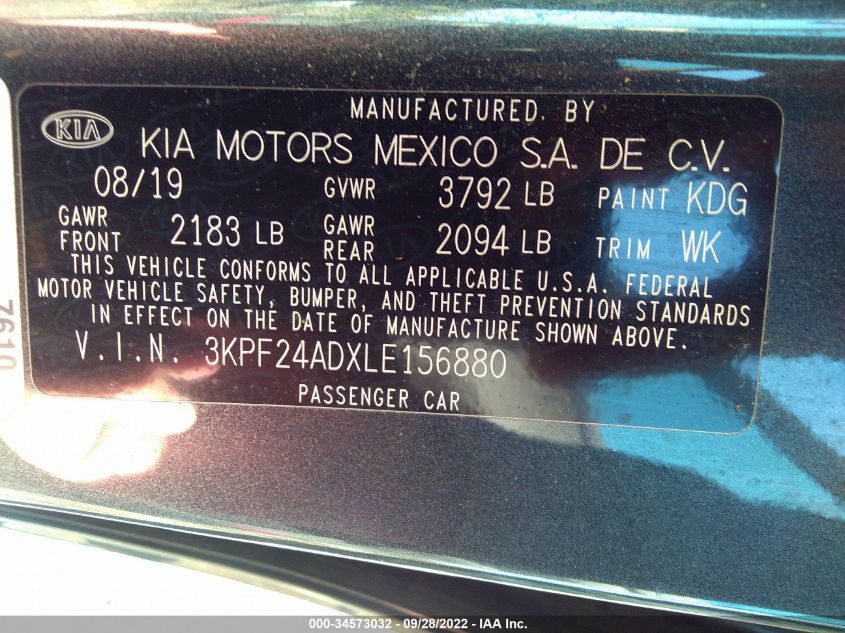 MANUFACTURED BY
KIA KIA MOTORS MEXICO S.A. DE C.V.
08/19 GVWR 3792 LB PAINT KDG
GAWR FRONT 2183 LB GAWR REAR 2094 LB TRIM WK
THIS VEHICLE CONFORMS TO ALL APPLICABLE U.S.A. FEDERAL
MOTOR VEHICLE SAFETY, BUMPER, AND THEFT PREVENTION STANDARDS
IN EFFECT ON THE DATE OF MANUFACTURE SHOWN ABOVE.
V.I.N. 3KPF24ADXLE156880
PASSENGER CAR
7610
000-34573032 - 09/28/2022 - IAA Inc.